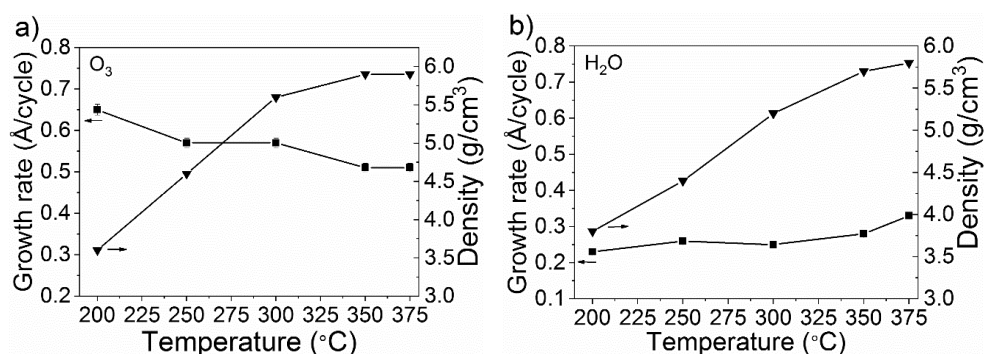 a)
O3
Growth rate (Å/cycle)
0.8
0.7
0.6
0.5
0.4
0.3
0.2
6.0
5.5
5.0
4.5
4.0
3.5
3.0
Density (g/cm³)
200 225 250 275 300 325 350 375
Temperature (°C)
b)
H2O
Growth rate (Å/cycle)
0.8
0.7
0.6
0.5
0.4
0.3
0.2
0.1
6.0
5.5
5.0
4.5
4.0
3.5
3.0
Density (g/cm³)
200 225 250 275 300 325 350 375
Temperature (°C)